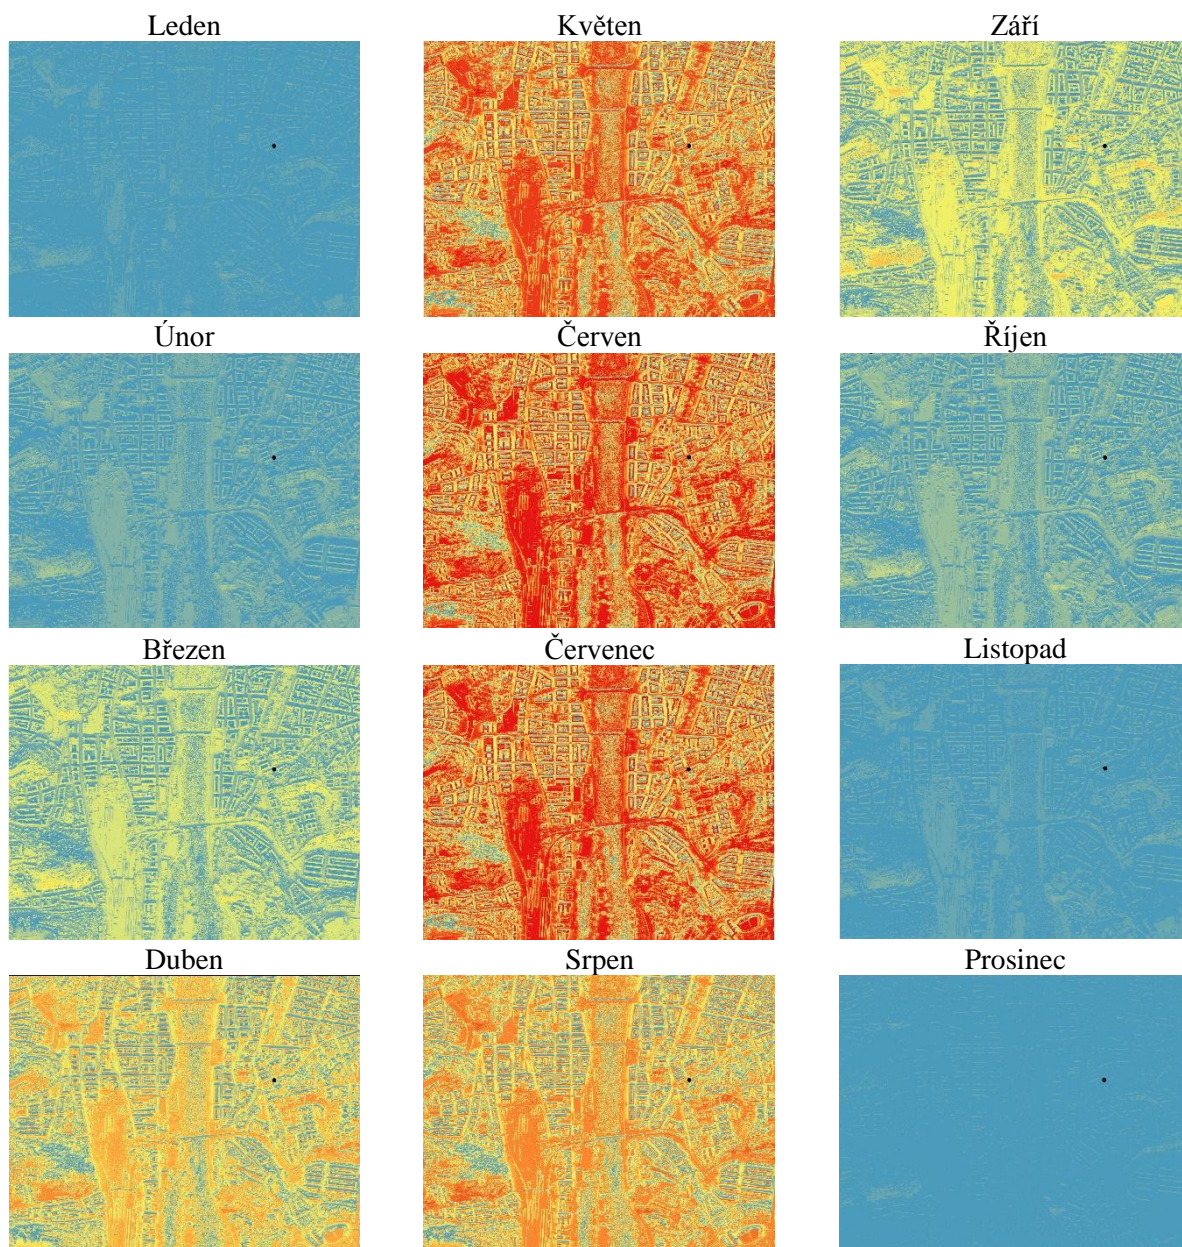 Leden
Květen
Září
Únor
Červen
Říjen
Březen
Červenec
Listopad
Duben
Srpen
Prosinec